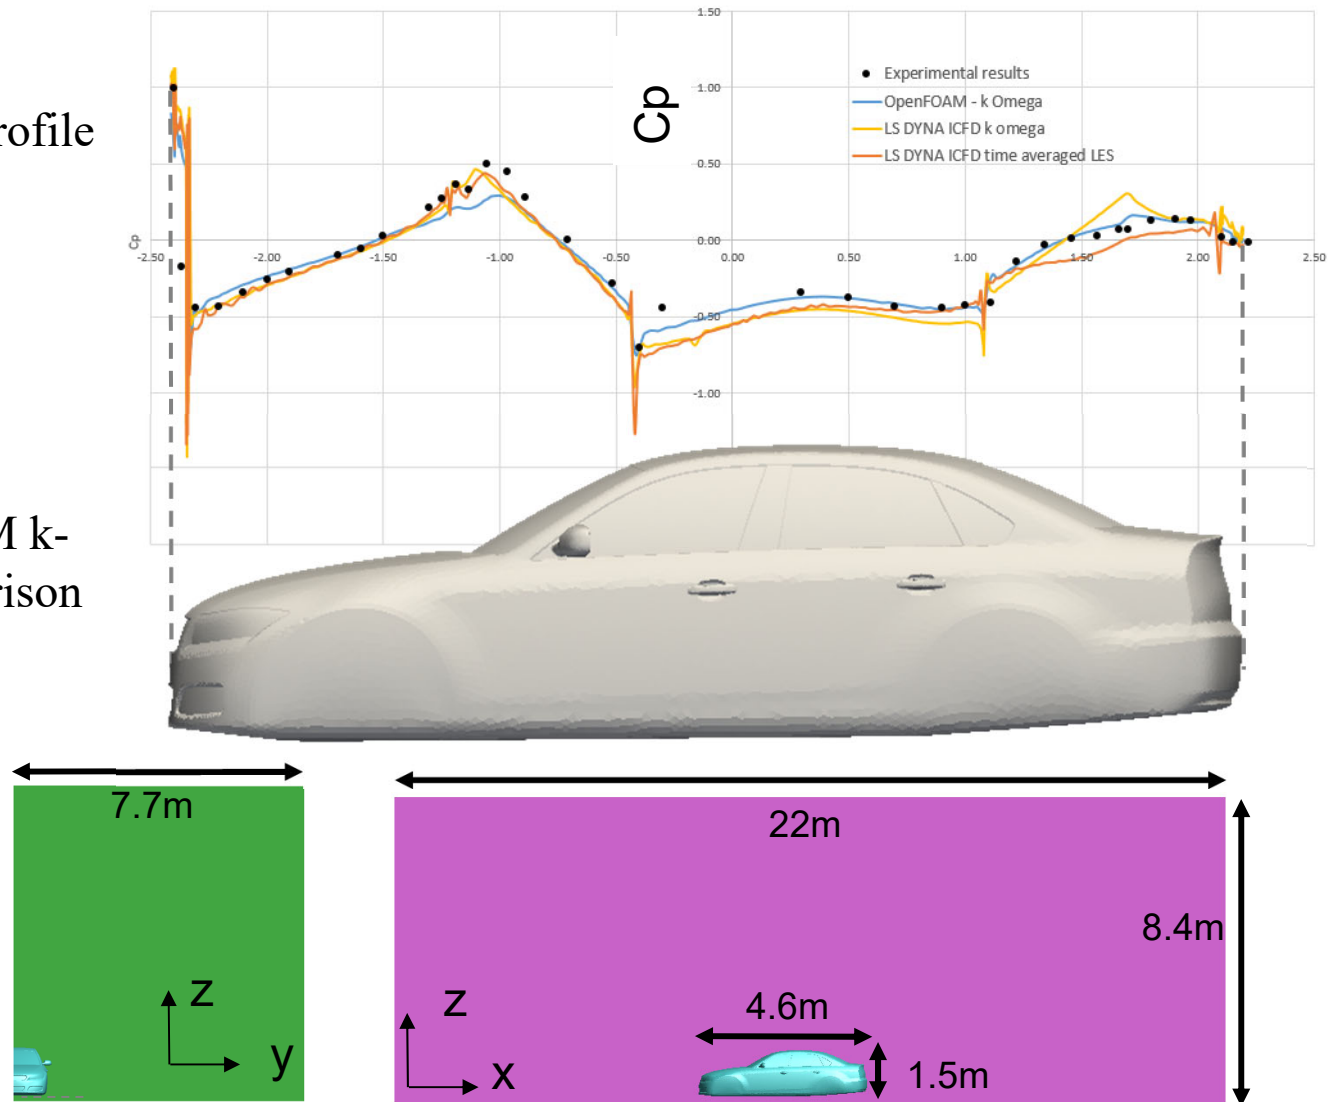 1.50
rofile
1.00
Cp
Experimental results
OpenFOAM - k Omega
LS DYNA ICFD k omega
LS DYNA ICFD time averaged LES
0.50
Cp
0.00
-2.50 -2.00 -1.50 -1.00 -0.50 0.00 0.50 1.00 1.50 2.00 2.50
-0.50
-1.00
M k-
rison
7.7m
22m
8.4m
z
y
z
x
4.6m
1.5m